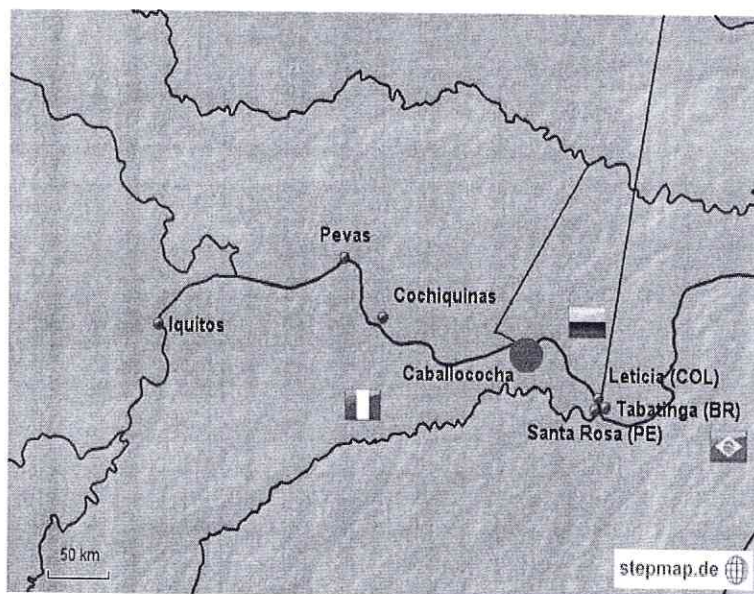 Pevas
Cochiquinas
Iquitos
Caballococha
Leticia (COL)
Tabatinga (BR)
Santa Rosa (PE)
50 km
stepmap.de